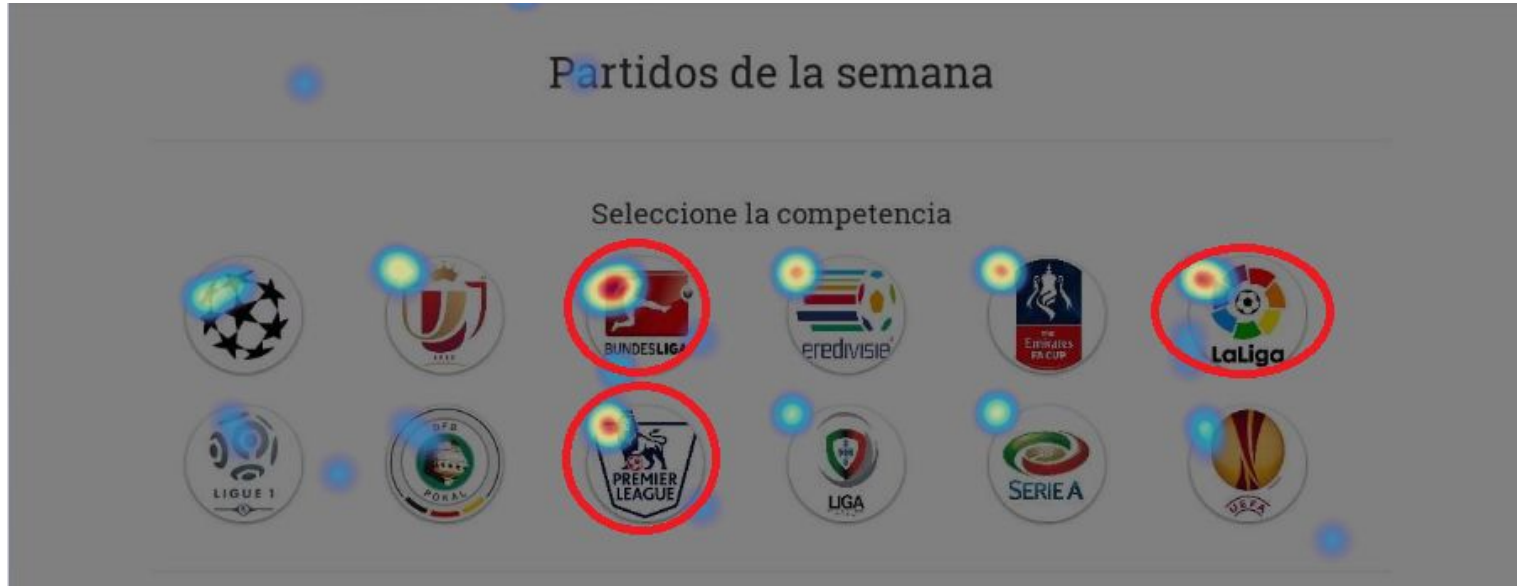 Partidos de la semana
Seleccione la competencia
BUNDESLIGA
eredivisie
Emirates
FA CUP
LaLiga
LIGUE 1
DFB
POKAL
PREMIER
LEAGUE
LIGA
SERIE A
UEFA